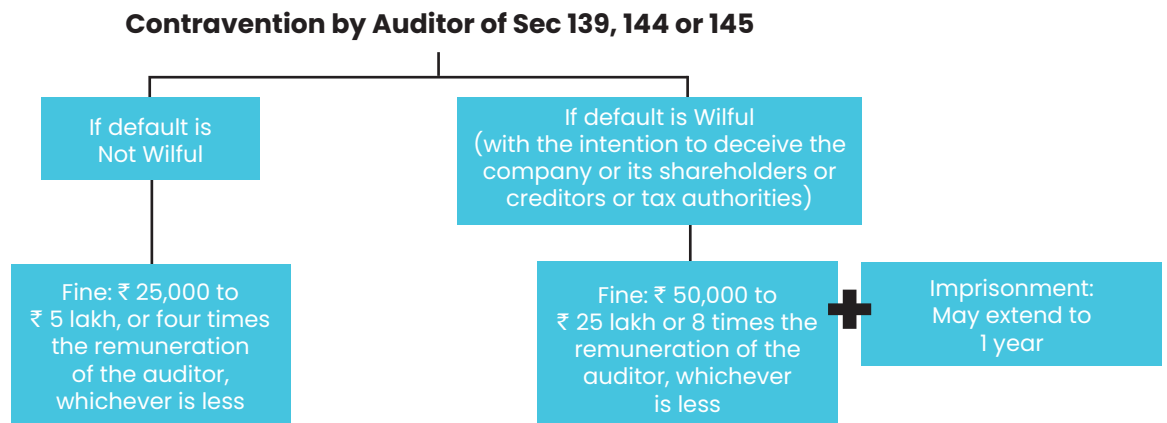 Contravention by Auditor of Sec 139, 144 or 145
If default is
Not Wilful
If default is Wilful
(with the intention to deceive the
company or its shareholders or
creditors or tax authorities)
Fine: ₹ 25,000 to
₹ 5 lakh, or four times
the remuneration
of the auditor,
whichever is less
Fine: ₹ 50,000 to
₹ 25 lakh or 8 times the
remuneration of the
auditor, whichever
is less
Imprisonment:
May extend to
1 year